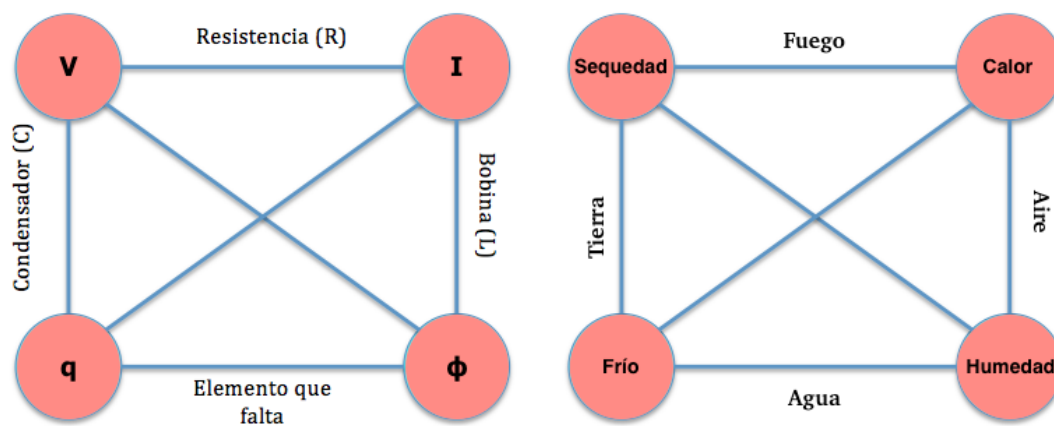 V
Resistencia (R)
I
Condensador (C)
Bobina (L)
q
Elemento que
falta
ϕ
Sequedad
Fuego
Calor
Tierra
Aire
Frío
Agua
Humedad